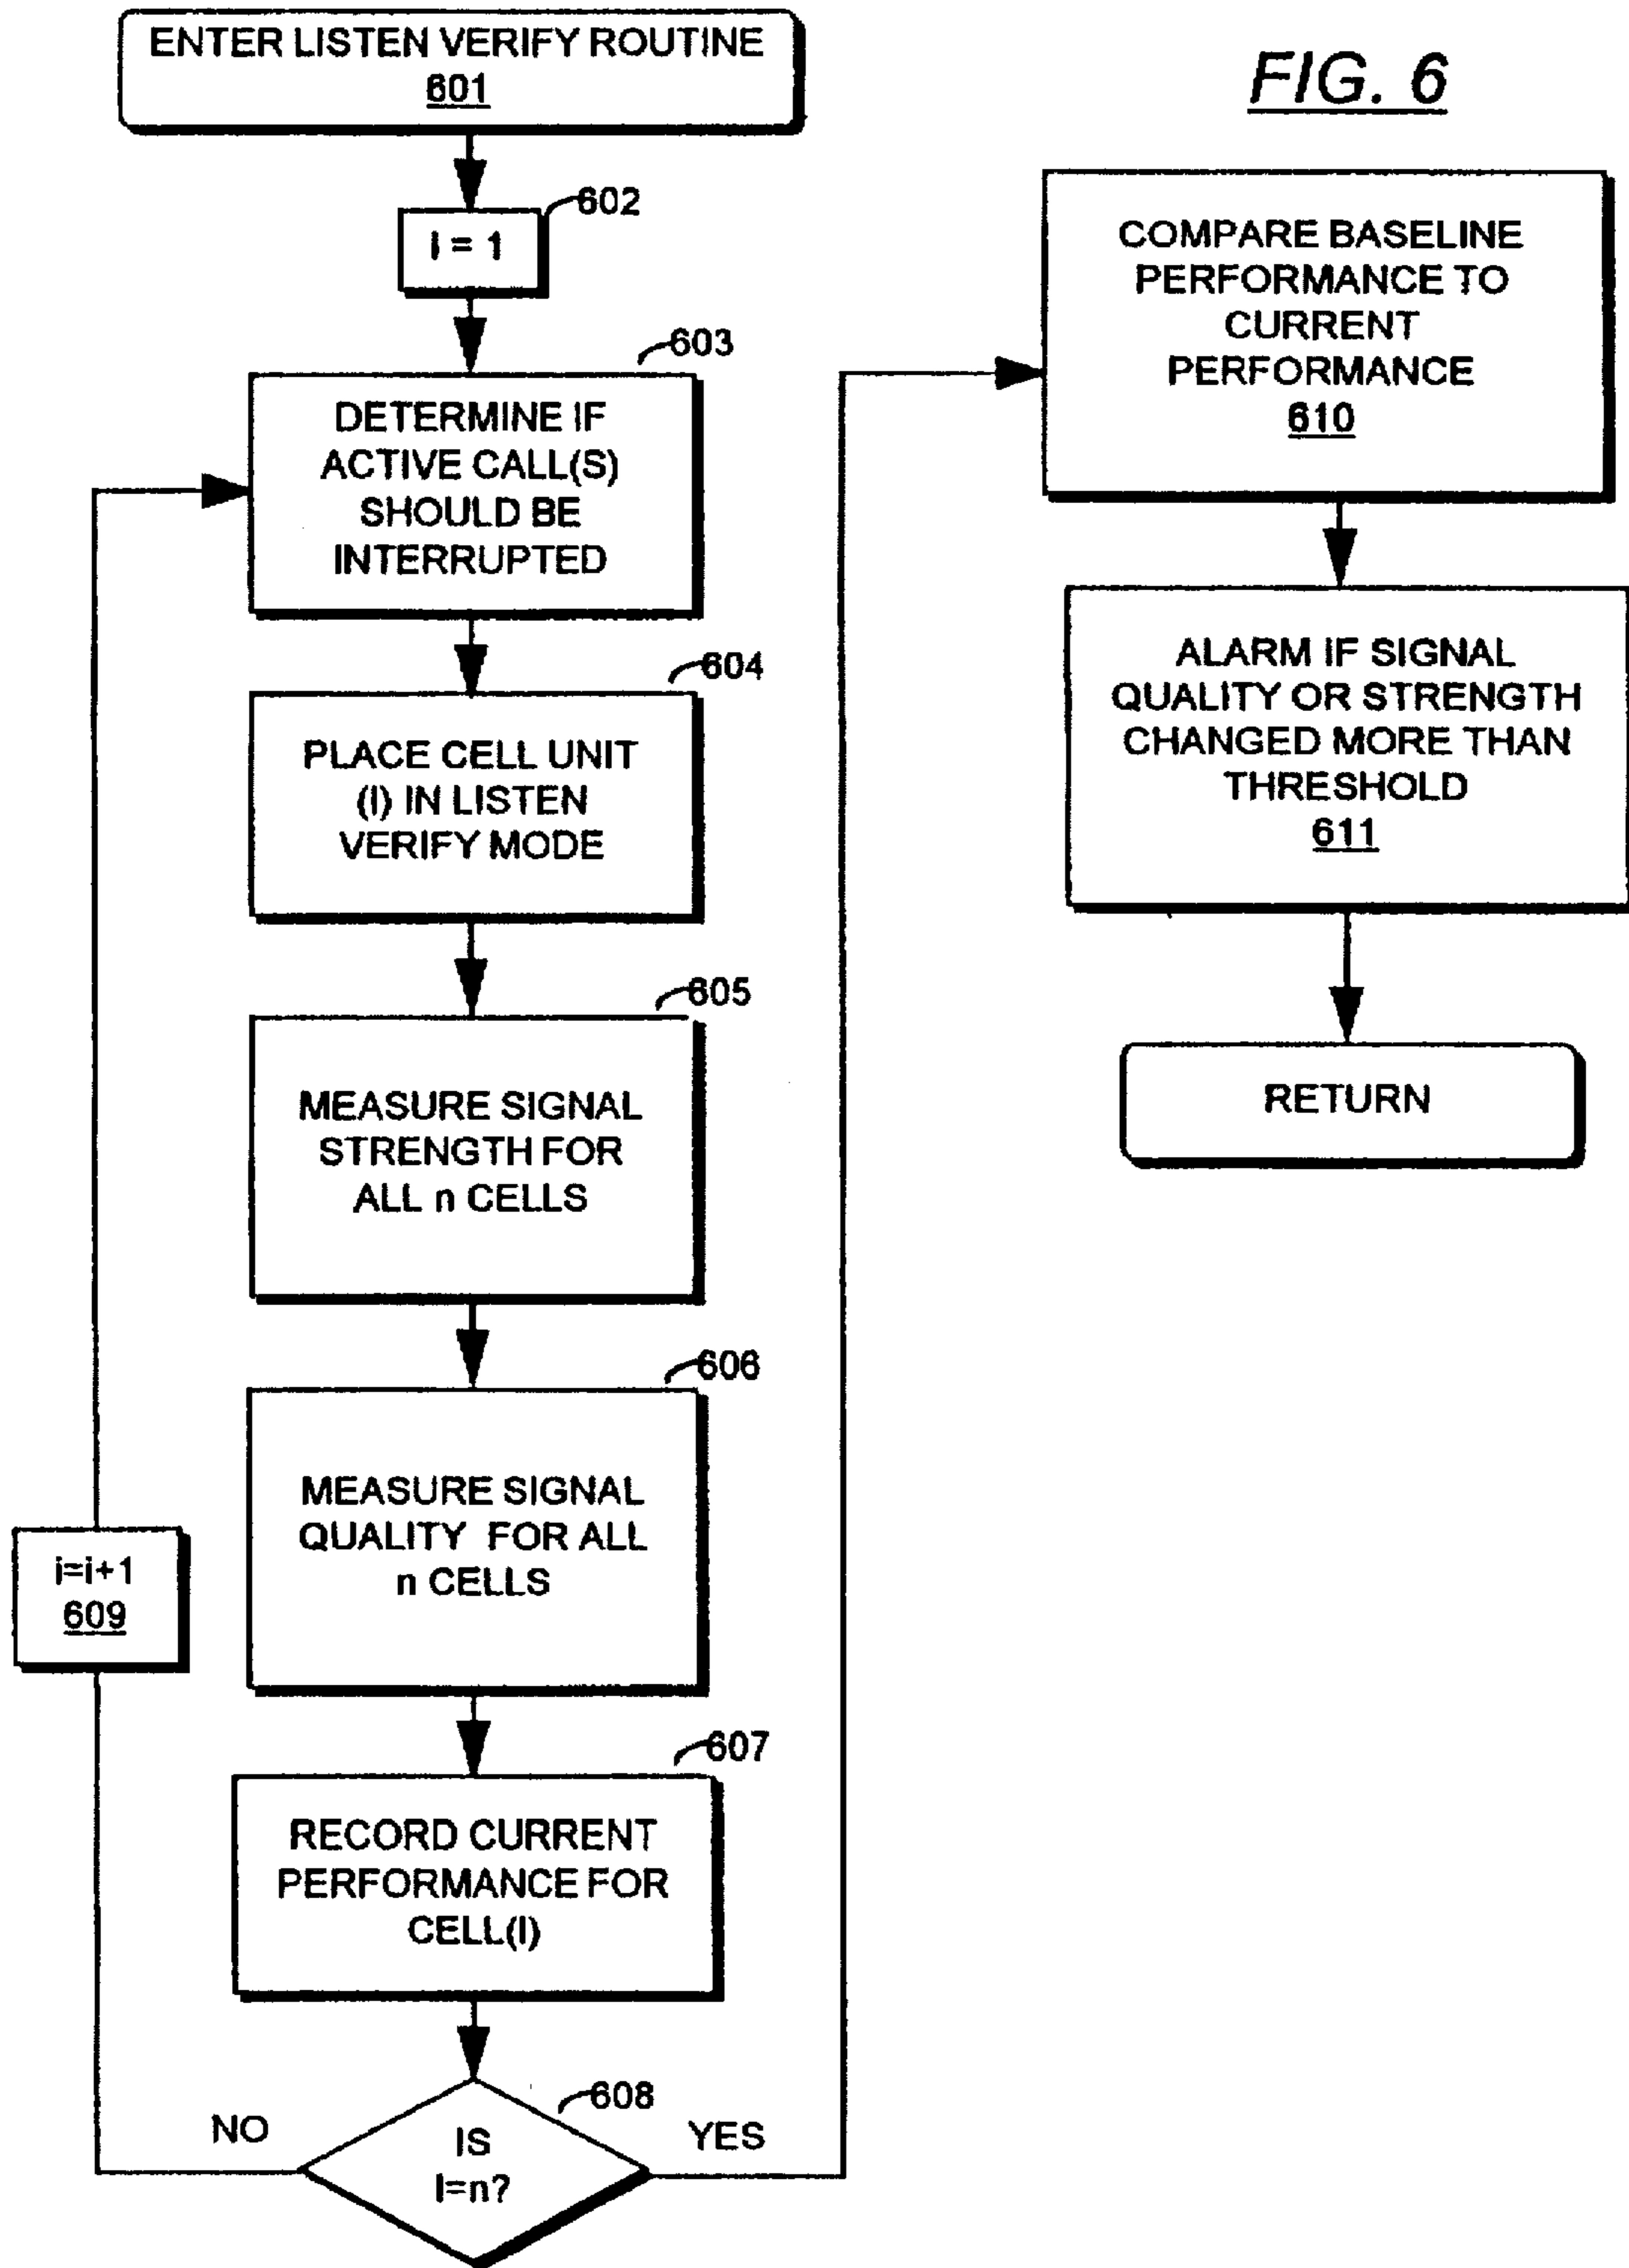 ENTER LISTEN VERIFY ROUTINE
601
FIG. 6
602
I = 1
603
DETERMINE IF
ACTIVE CALL(S)
SHOULD BE
INTERRUPTED
604
PLACE CELL UNIT
(I) IN LISTEN
VERIFY MODE
605
MEASURE SIGNAL
STRENGTH FOR
ALL n CELLS
606
MEASURE SIGNAL
QUALITY FOR ALL
n CELLS
i=i+1
609
607
RECORD CURRENT
PERFORMANCE FOR
CELL(I)
608
IS
I=n?
NO
YES
COMPARE BASELINE
PERFORMANCE TO
CURRENT
PERFORMANCE
610
ALARM IF SIGNAL
QUALITY OR STRENGTH
CHANGED MORE THAN
THRESHOLD
611
RETURN